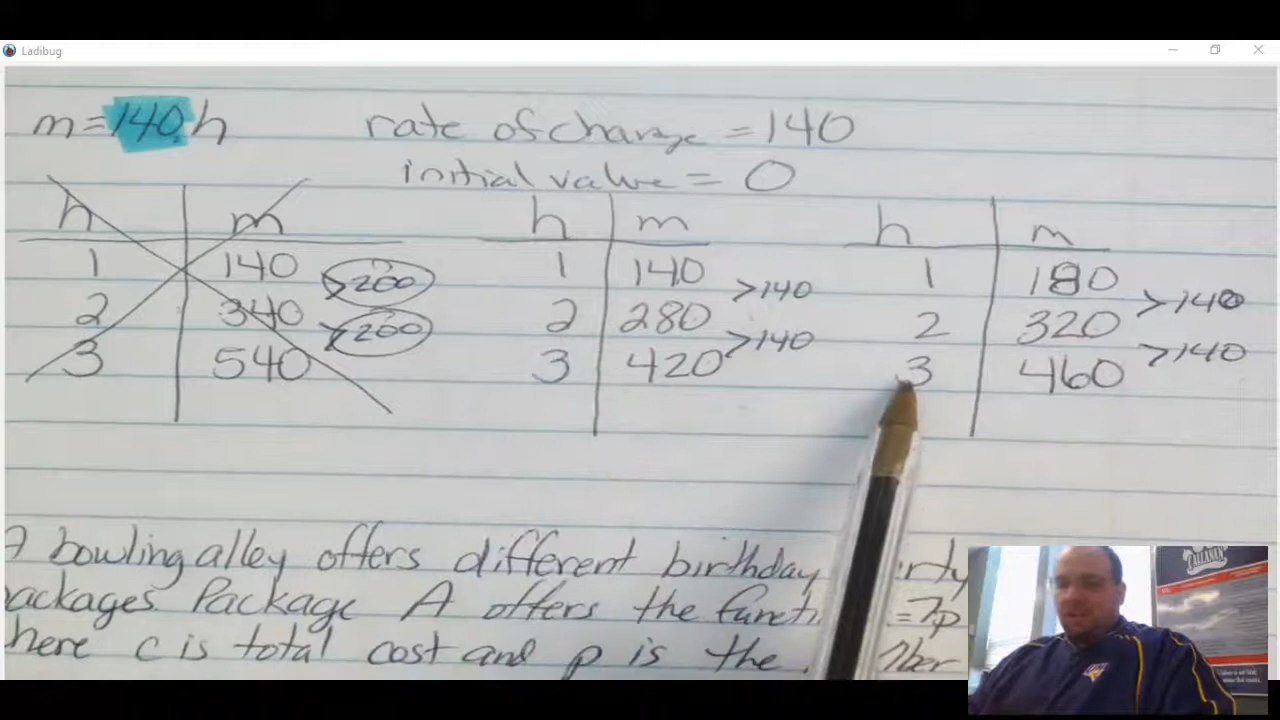 Ladibug
m=140h rate of change = 140
initial value = 0
h m h m h m
1 140 >200 1 140 >140 1 180 >140
2 340 >200 2 280 >140 2 320 >140
3 540 3 420 3 460
A bowling alley offers different birthday
packages. Package A offers the =7p
where c is total cost and p is the